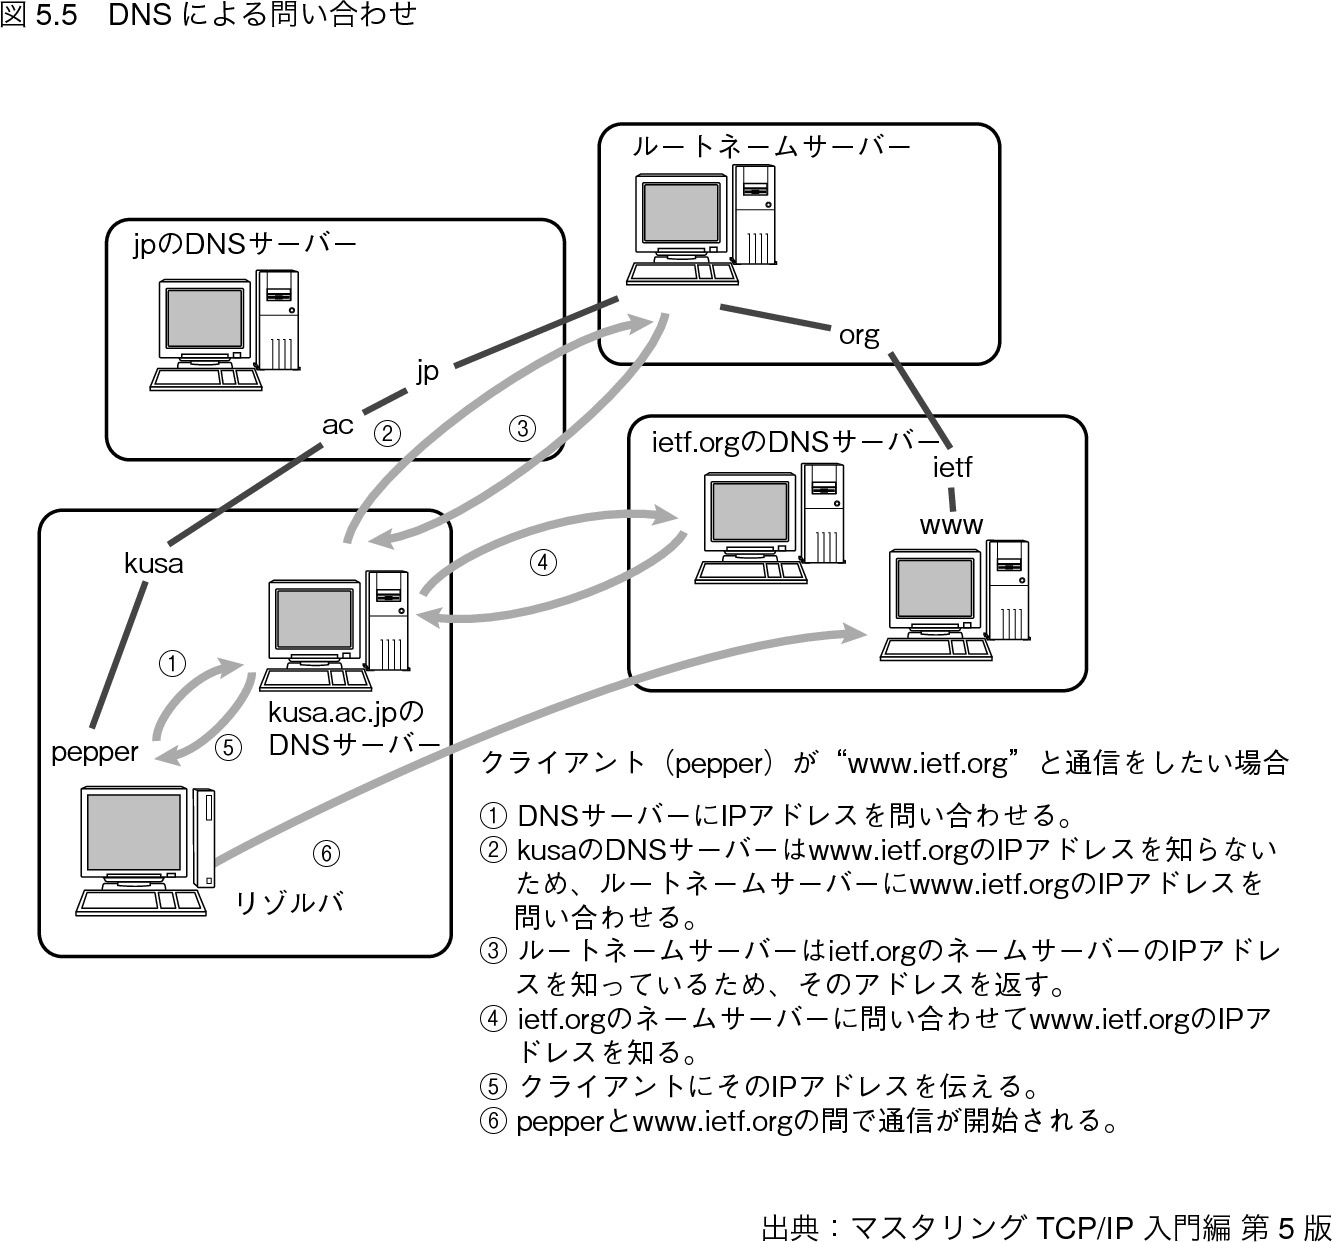 図 5.5　DNS による問い合わせ
ルートネームサーバー
jpのDNSサーバー
org
jp
ac
②
③
ietf.orgのDNSサーバー
ietf
www
kusa
④
①
kusa.ac.jpの
DNSサーバー
pepper
⑤
⑥
リゾルバ
クライアント（pepper）が“www.ietf.org”と通信をしたい場合
① DNSサーバーにIPアドレスを問い合わせる。
② kusaのDNSサーバーはwww.ietf.orgのIPアドレスを知らない
ため、ルートネームサーバーにwww.ietf.orgのIPアドレスを
問い合わせる。
③ ルートネームサーバーはietf.orgのネームサーバーのIPアドレ
スを知っているため、そのアドレスを返す。
④ ietf.orgのネームサーバーに問い合わせてwww.ietf.orgのIPア
ドレスを知る。
⑤ クライアントにそのIPアドレスを伝える。
⑥ pepperとwww.ietf.orgの間で通信が開始される。
出典：マスタリング TCP/IP 入門編 第 5 版